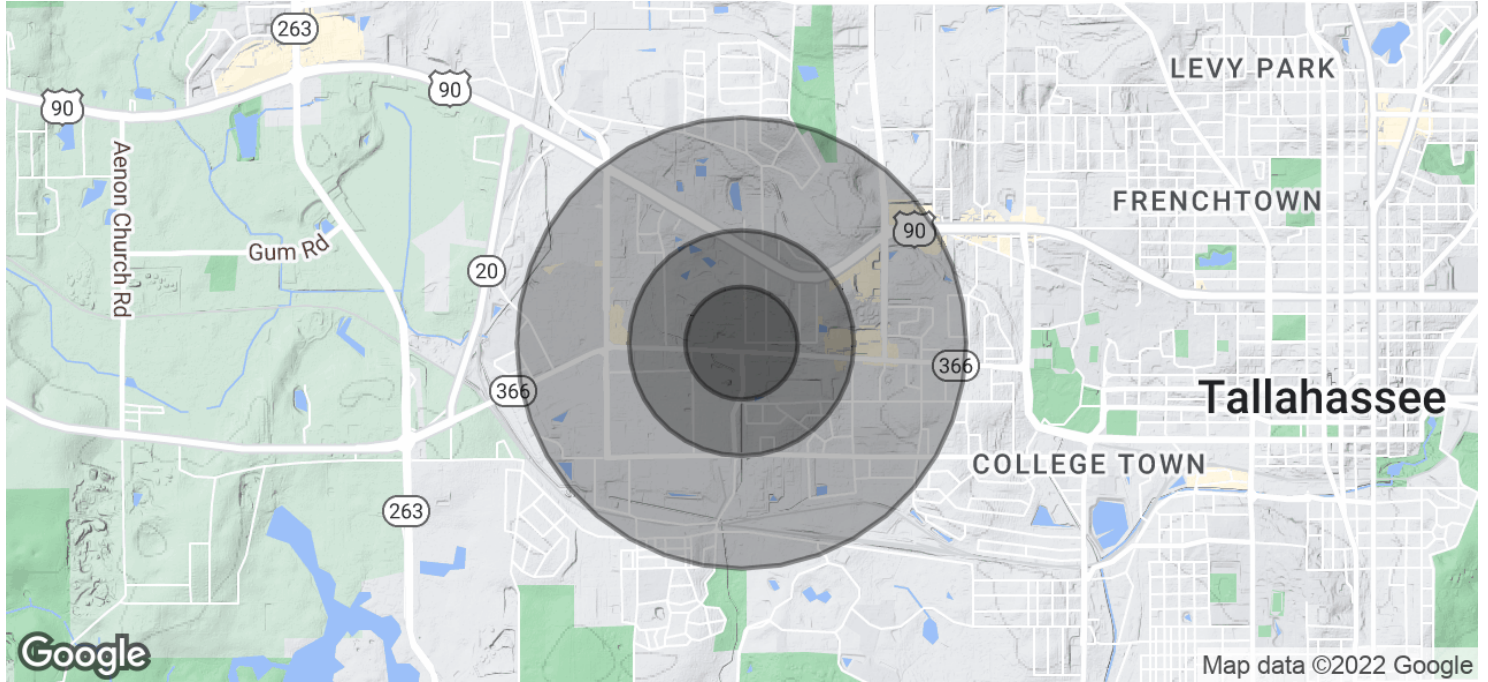 263
90
90
LEVY PARK
Aenon Church Rd
FRENCHTOWN
90
Gum Rd
20
366
366
Tallahassee
COLLEGE TOWN
263
Google
Map data ©2022 Google